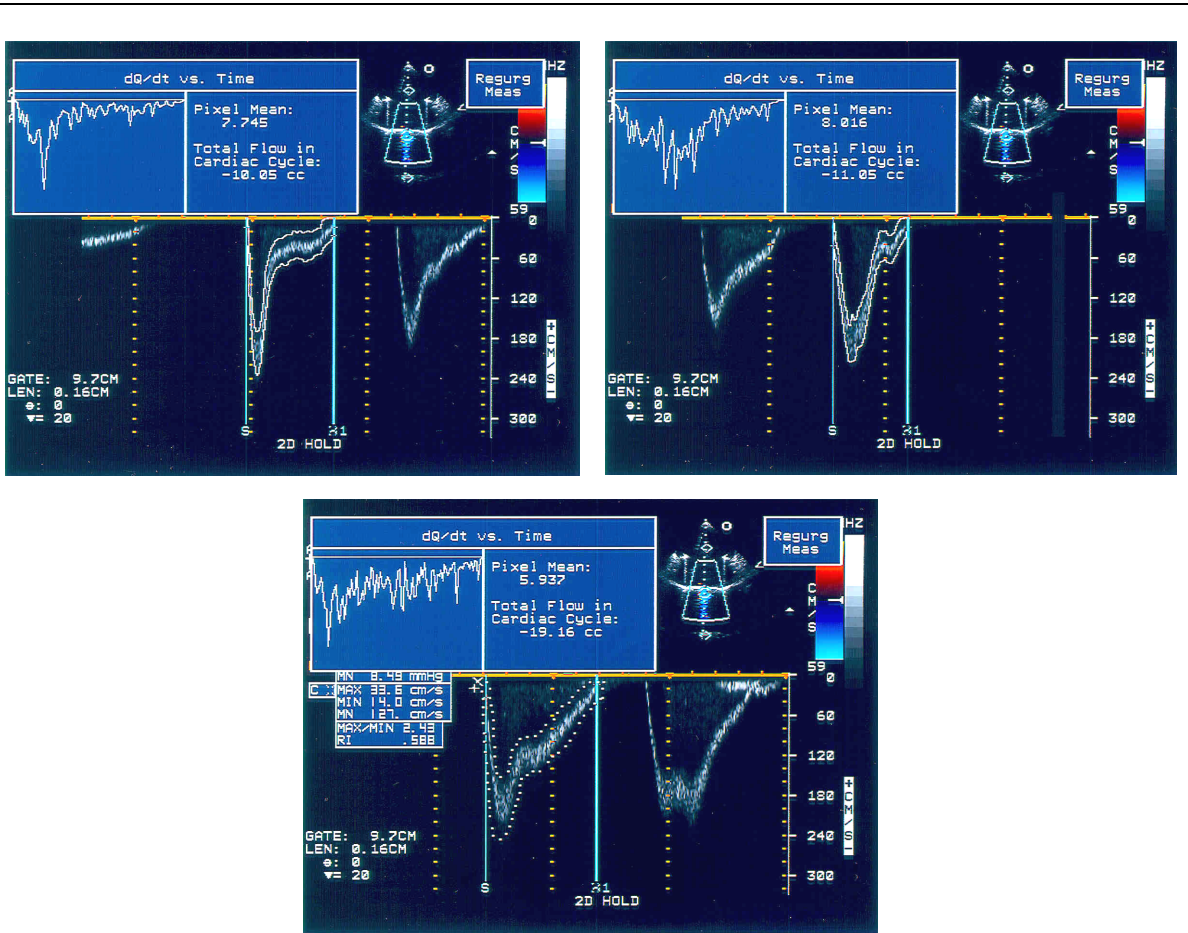 dQ/dt vs. Time
Pixel Mean:
7.745
Total Flow in
Cardiac Cycle:
-10.05 cc
Regurg
Meas
HZ
C
M
/
S
59
0
60
120
180
240
300
+
C
M
/
S
-
GATE: 9.7CM
LEN: 0.16CM
θ: 0
▼= 20
S
2D HOLD
dQ/dt vs. Time
Pixel Mean:
8.016
Total Flow in
Cardiac Cycle:
-11.05 cc
Regurg
Meas
HZ
C
M
/
S
59
0
60
120
180
240
300
+
C
M
/
S
-
GATE: 9.7CM
LEN: 0.16CM
θ: 0
▼= 20
S
2D HOLD
dQ/dt vs. Time
Pixel Mean:
5.937
Total Flow in
Cardiac Cycle:
-19.16 cc
Regurg
Meas
HZ
C
M
/
S
59
0
60
120
180
240
300
+
C
M
/
S
-
MN 8.49 mmHg
MAX 33.6 cm/s
MIN 14.0 cm/s
MN 127. cm/s
MAX/MIN 2.43
RI .588
GATE: 9.7CM
LEN: 0.16CM
θ: 0
▼= 20
S
2D HOLD